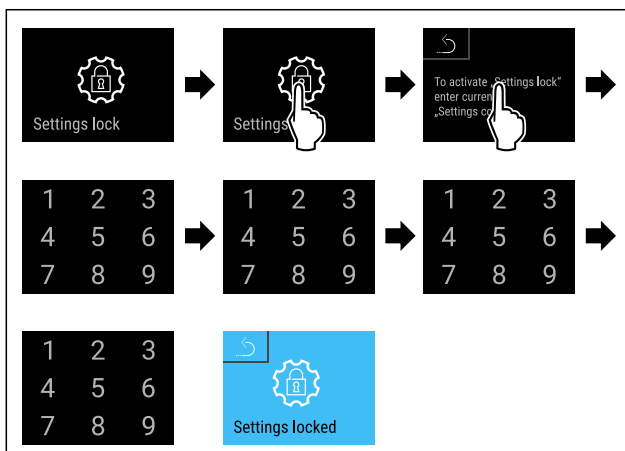 Settings lock
Settings
To activate „Settings lock"
enter curren
„Settings co
1 2 3
4 5 6
7 8 9
1 2 3
4 5 6
7 8 9
1 2 3
4 5 6
7 8 9
1 2 3
4 5 6
7 8 9
Settings locked